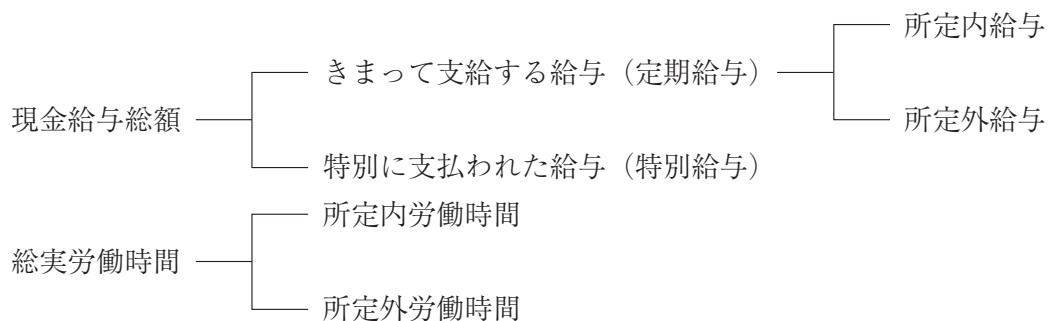 所定内給与
きまって支給する給与（定期給与）
現金給与総額
所定外給与
特別に支払われた給与（特別給与）
所定内労働時間
総実労働時間
所定外労働時間